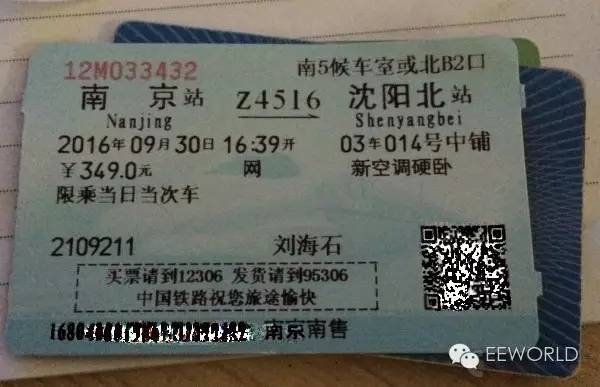 12M033432 南5候车室或北B2口
南 京站 Z4516 沈阳北站
Nanjing Shenyangbei
2016年09月30日 16:39开 03车014号中铺
￥349.0元 网 新空调硬卧
限乘当日当次车
2109211 刘海石
买票请到12306 发货请到95306
中国铁路祝您旅途愉快
南京南售
EEWORLD